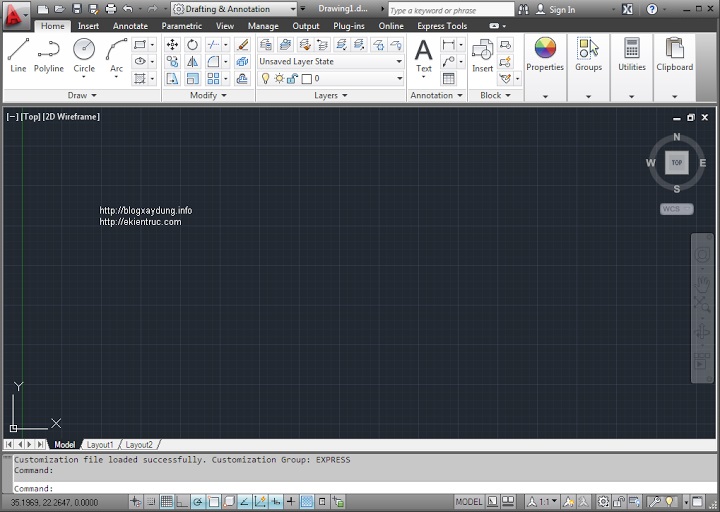 Drafting & Annotation
Drawing1.d...
Type a keyword or phrase
Sign In
Home Insert Annotate Parametric View Manage Output Plug-ins Online Express Tools
Line Polyline Circle Arc
Unsaved Layer State
0
Text
Insert
Properties Groups Utilities Clipboard
Draw Modify Layers Annotation Block
[−] [Top] [2D Wireframe]
N
W TOP E
S
WCS
http://blogxaydung.info
http://ekientruc.com
Y
X
Model Layout1 Layout2
Customization file loaded successfully. Customization Group: EXPRESS
Command:
Command:
35.1969, 22.2647, 0.0000
MODEL
1:1